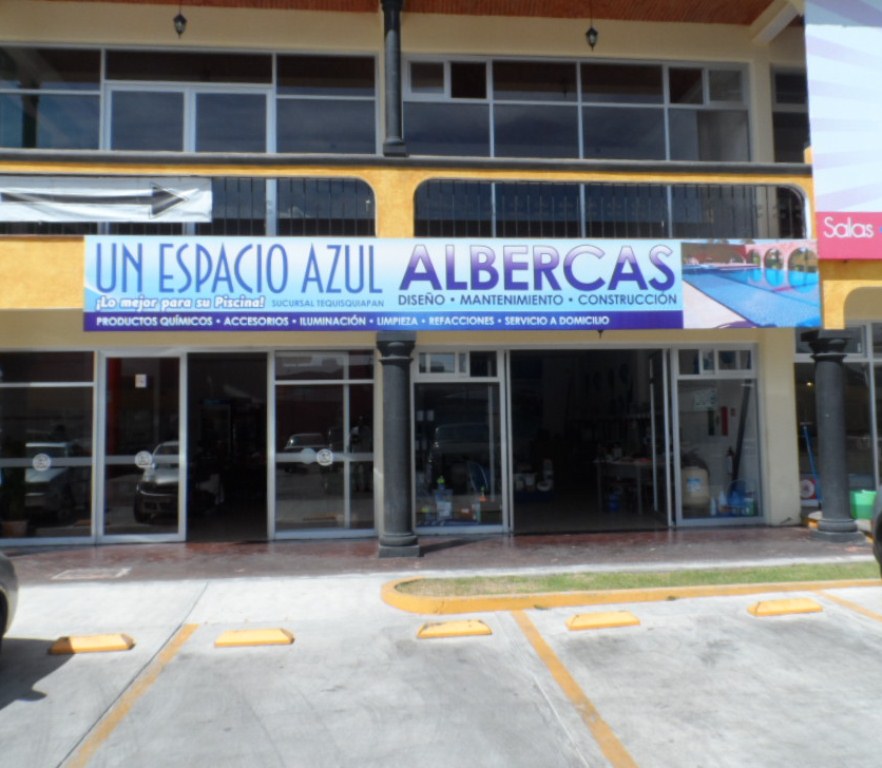 UN ESPACIO AZUL
¡Lo mejor para su Piscina! SUCURSAL TEQUISQUIAPAN
ALBERCAS
DISEÑO • MANTENIMIENTO • CONSTRUCCIÓN
PRODUCTOS QUÍMICOS • ACCESORIOS • ILUMINACIÓN • LIMPIEZA • REFACCIONES • SERVICIO A DOMICILIO
Salas